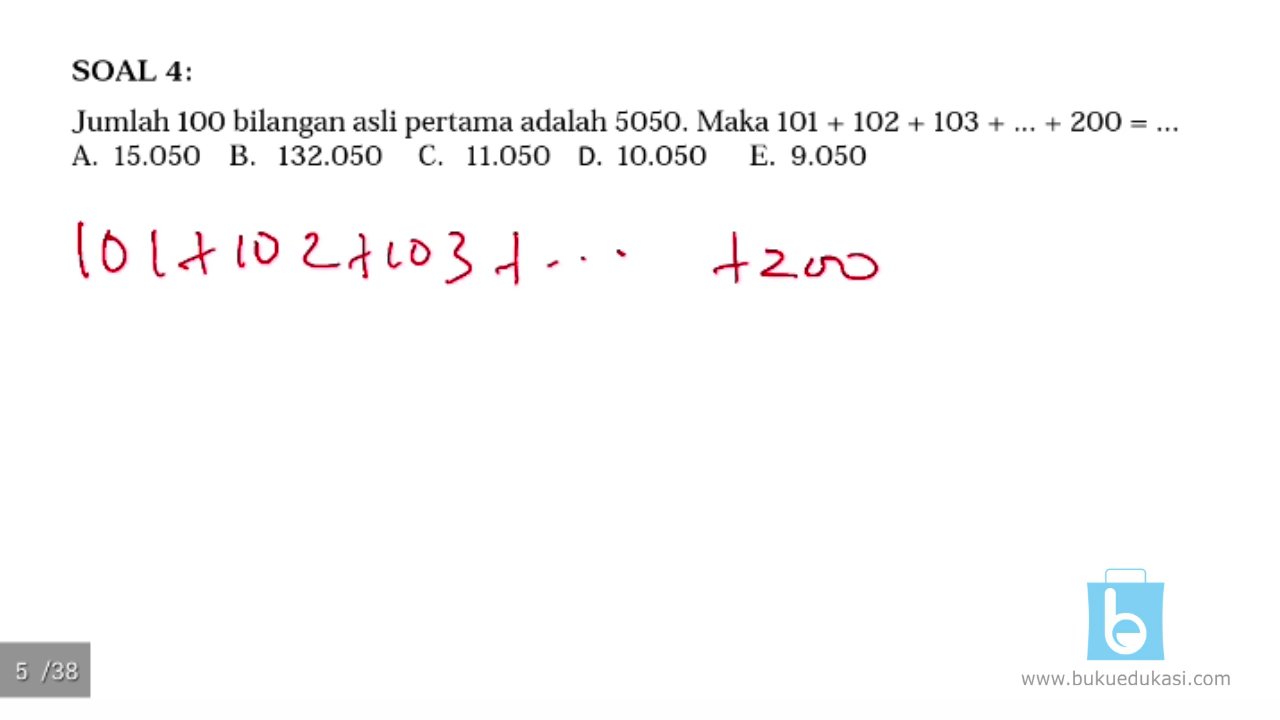 SOAL 4:
Jumlah 100 bilangan asli pertama adalah 5050. Maka 101 + 102 + 103 + ... + 200 = ...
A. 15.050 B. 132.050 C. 11.050 D. 10.050 E. 9.050
101+102+103+... +200
5 /38
www.bukuedukasi.com